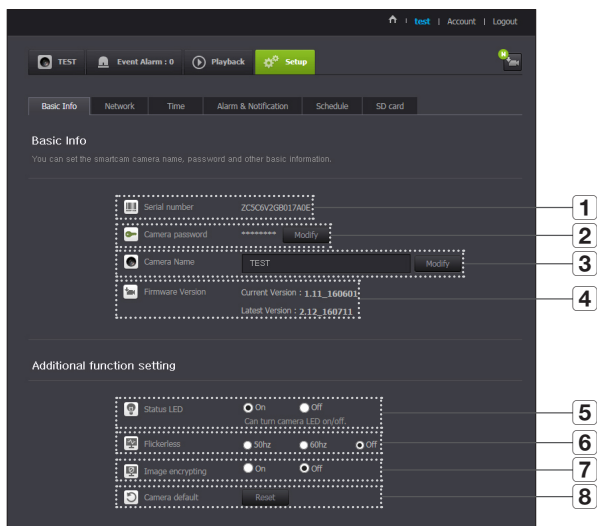 test | Account | Logout
TEST Event Alarm : 0 Playback Setup
Basic Info Network Time Alarm & Notification Schedule SD card
Basic Info
You can set the smartcam camera name, password and other basic information.
Serial number ZC5C6V2GB017A0E 1
Camera password ******** Modify 2
Camera Name TEST Modify 3
Firmware Version Current Version : 1.11_160601 4
Latest Version : 2.12_160711
Additional function setting
Status LED On Off 5
Can turn camera LED on/off.
Flickerless 50hz 60hz Off 6
Image encrypting On Off 7
Camera default Reset 8